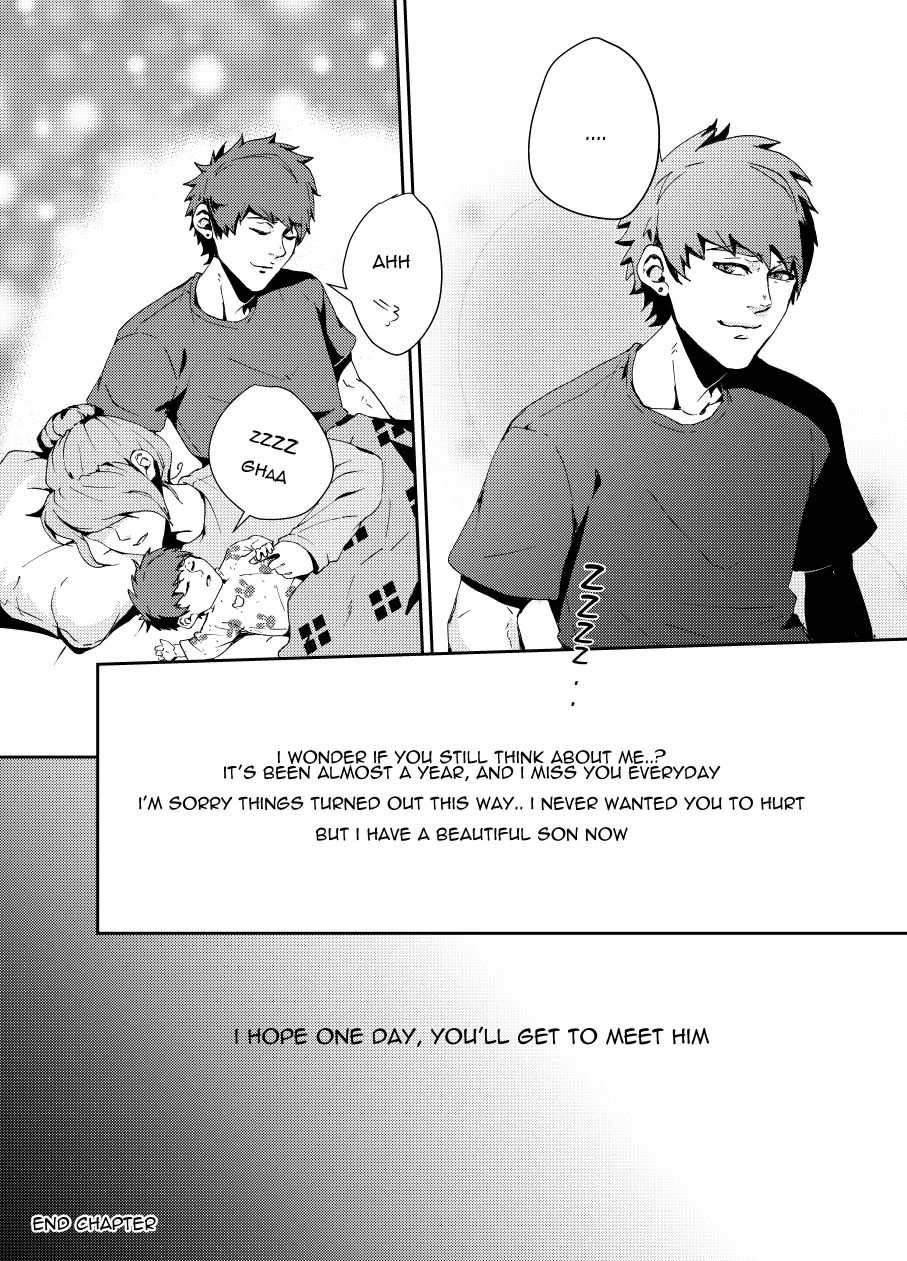 ....
AHH
ZZZZ
GHAA
ZZZZ..
I WONDER IF YOU STILL THINK ABOUT ME..?
IT'S BEEN ALMOST A YEAR, AND I MISS YOU EVERYDAY
I'M SORRY THINGS TURNED OUT THIS WAY.. I NEVER WANTED YOU TO HURT
BUT I HAVE A BEAUTIFUL SON NOW
I HOPE ONE DAY, YOU'LL GET TO MEET HIM
END CHAPTER